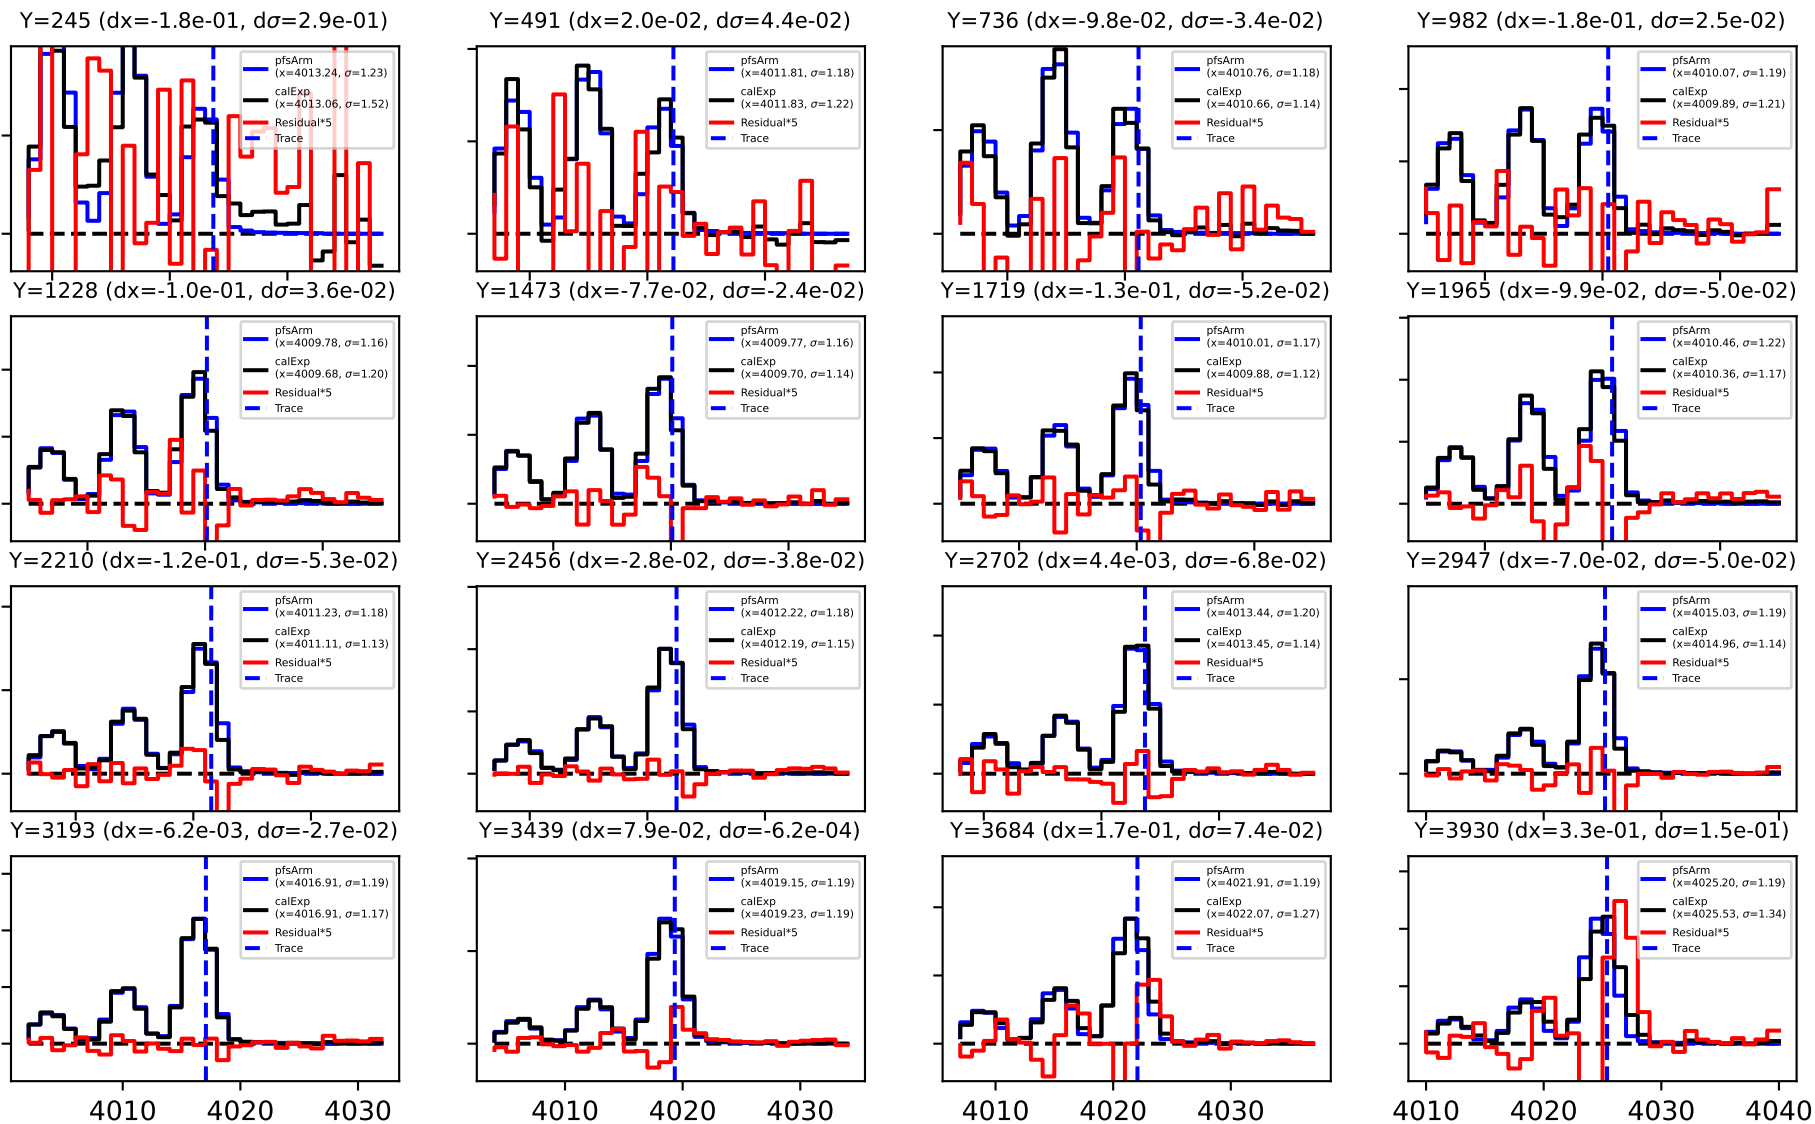 Y=245 (dx=-1.8e-01, dσ=2.9e-01)
pfsArm
(x=4013.24, σ=1.23)
calExp
(x=4013.06, σ=1.52)
Residual*5
Trace
Y=491 (dx=2.0e-02, dσ=4.4e-02)
pfsArm
(x=4011.81, σ=1.18)
calExp
(x=4011.83, σ=1.22)
Residual*5
Trace
Y=736 (dx=-9.8e-02, dσ=-3.4e-02)
pfsArm
(x=4010.76, σ=1.18)
calExp
(x=4010.66, σ=1.14)
Residual*5
Trace
Y=982 (dx=-1.8e-01, dσ=2.5e-02)
pfsArm
(x=4010.07, σ=1.19)
calExp
(x=4009.89, σ=1.21)
Residual*5
Trace
Y=1228 (dx=-1.0e-01, dσ=3.6e-02)
pfsArm
(x=4009.78, σ=1.16)
calExp
(x=4009.68, σ=1.20)
Residual*5
Trace
Y=1473 (dx=-7.7e-02, dσ=-2.4e-02)
pfsArm
(x=4009.77, σ=1.16)
calExp
(x=4009.70, σ=1.14)
Residual*5
Trace
Y=1719 (dx=-1.3e-01, dσ=-5.2e-02)
pfsArm
(x=4010.01, σ=1.17)
calExp
(x=4009.88, σ=1.12)
Residual*5
Trace
Y=1965 (dx=-9.9e-02, dσ=-5.0e-02)
pfsArm
(x=4010.46, σ=1.22)
calExp
(x=4010.36, σ=1.17)
Residual*5
Trace
Y=2210 (dx=-1.2e-01, dσ=-5.3e-02)
pfsArm
(x=4011.23, σ=1.18)
calExp
(x=4011.11, σ=1.13)
Residual*5
Trace
Y=2456 (dx=-2.8e-02, dσ=-3.8e-02)
pfsArm
(x=4012.22, σ=1.18)
calExp
(x=4012.19, σ=1.15)
Residual*5
Trace
Y=2702 (dx=4.4e-03, dσ=-6.8e-02)
pfsArm
(x=4013.44, σ=1.20)
calExp
(x=4013.45, σ=1.14)
Residual*5
Trace
Y=2947 (dx=-7.0e-02, dσ=-5.0e-02)
pfsArm
(x=4015.03, σ=1.19)
calExp
(x=4014.96, σ=1.14)
Residual*5
Trace
Y=3193 (dx=-6.2e-03, dσ=-2.7e-02)
pfsArm
(x=4016.91, σ=1.19)
calExp
(x=4016.91, σ=1.17)
Residual*5
Trace
Y=3439 (dx=7.9e-02, dσ=-6.2e-04)
pfsArm
(x=4019.15, σ=1.19)
calExp
(x=4019.23, σ=1.19)
Residual*5
Trace
Y=3684 (dx=1.7e-01, dσ=7.4e-02)
pfsArm
(x=4021.91, σ=1.19)
calExp
(x=4022.07, σ=1.27)
Residual*5
Trace
Y=3930 (dx=3.3e-01, dσ=1.5e-01)
pfsArm
(x=4025.20, σ=1.19)
calExp
(x=4025.53, σ=1.34)
Residual*5
Trace
4010 4020 4030
4010 4020 4030
4010 4020 4030
4010 4020 4030 4040